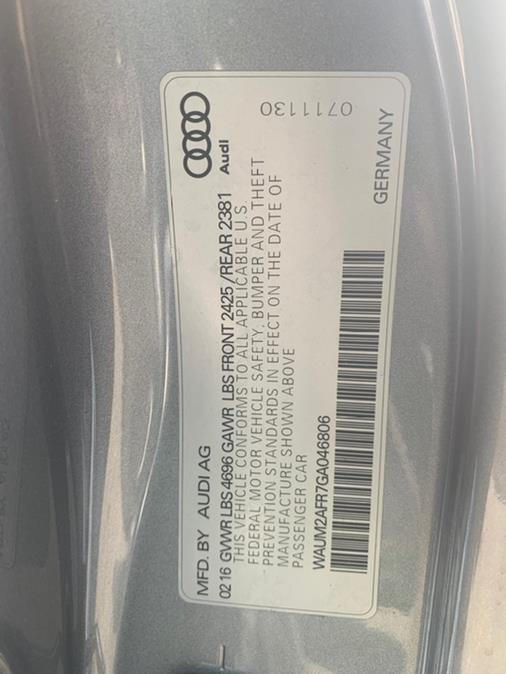 MFD. BY AUDI AG
0216 GVWR LBS 4696 GAWR LBS FRONT 2425 /REAR 2381
THIS VEHICLE CONFORMS TO ALL APPLICABLE U.S.
FEDERAL MOTOR VEHICLE SAFETY, BUMPER AND THEFT
PREVENTION STANDARDS IN EFFECT ON THE DATE OF
MANUFACTURE SHOWN ABOVE
PASSENGER CAR
WAUM2AFR7GA046806
Audi
0711130
GERMANY